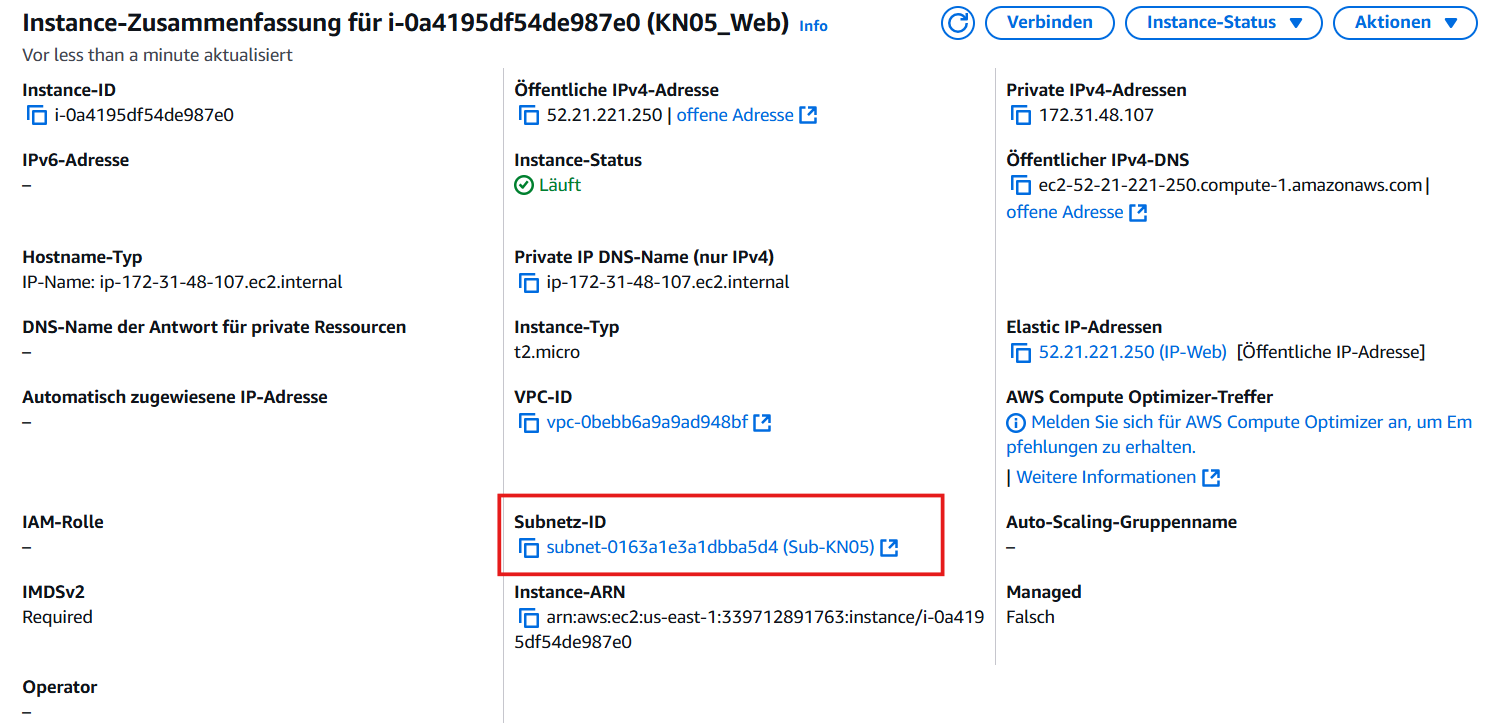 Instance-Zusammenfassung für i-0a4195df54de987e0 (KN05_Web) Info
Verbinden
Instance-Status
Aktionen
Vor less than a minute aktualisiert
Instance-ID
i-0a4195df54de987e0
Öffentliche IPv4-Adresse
52.21.221.250 | offene Adresse
Private IPv4-Adressen
172.31.48.107
IPv6-Adresse
–
Instance-Status
Läuft
Öffentlicher IPv4-DNS
ec2-52-21-221-250.compute-1.amazonaws.com |
offene Adresse
Hostname-Typ
IP-Name: ip-172-31-48-107.ec2.internal
Private IP DNS-Name (nur IPv4)
ip-172-31-48-107.ec2.internal
DNS-Name der Antwort für private Ressourcen
–
Instance-Typ
t2.micro
Elastic IP-Adressen
52.21.221.250 (IP-Web) [Öffentliche IP-Adresse]
Automatisch zugewiesene IP-Adresse
–
VPC-ID
vpc-0bebb6a9a9ad948bf
AWS Compute Optimizer-Treffer
Melden Sie sich für AWS Compute Optimizer an, um Em
pfehlungen zu erhalten.
| Weitere Informationen
IAM-Rolle
–
Subnetz-ID
subnet-0163a1e3a1dbba5d4 (Sub-KN05)
Auto-Scaling-Gruppenname
–
IMDSv2
Required
Instance-ARN
arn:aws:ec2:us-east-1:339712891763:instance/i-0a419
5df54de987e0
Managed
Falsch
Operator
–